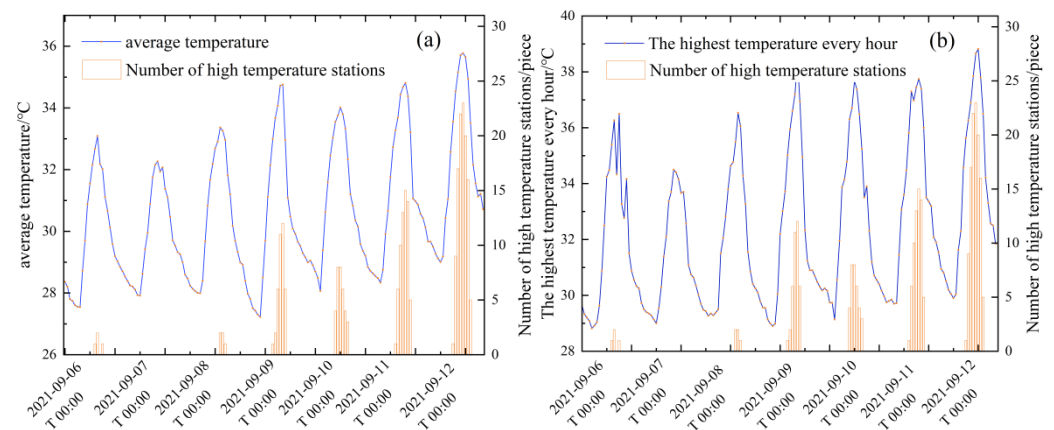 (a)
average temperature
Number of high temperature stations
average temperature/°C
36
34
32
30
28
26
Number of high temperature stations/piece
30
25
20
15
10
5
0
2021-09-06
T 00:00
2021-09-07
T 00:00
2021-09-08
T 00:00
2021-09-09
T 00:00
2021-09-10
T 00:00
2021-09-11
T 00:00
2021-09-12
T 00:00
(b)
The highest temperature every hour
Number of high temperature stations
The highest temperature every hour/°C
40
38
36
34
32
30
28
Number of high temperature stations/piece
30
25
20
15
10
5
0
2021-09-06
T 00:00
2021-09-07
T 00:00
2021-09-08
T 00:00
2021-09-09
T 00:00
2021-09-10
T 00:00
2021-09-11
T 00:00
2021-09-12
T 00:00